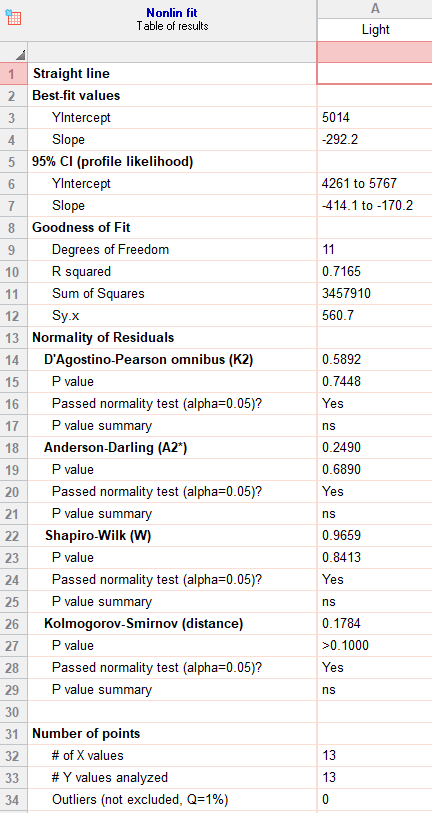 Nonlin fit
Table of results
A
Light
1 Straight line
2 Best-fit values
3 YIntercept 5014
4 Slope -292.2
5 95% CI (profile likelihood)
6 YIntercept 4261 to 5767
7 Slope -414.1 to -170.2
8 Goodness of Fit
9 Degrees of Freedom 11
10 R squared 0.7165
11 Sum of Squares 3457910
12 Sy.x 560.7
13 Normality of Residuals
14 D'Agostino-Pearson omnibus (K2) 0.5892
15 P value 0.7448
16 Passed normality test (alpha=0.05)? Yes
17 P value summary ns
18 Anderson-Darling (A2*) 0.2490
19 P value 0.6890
20 Passed normality test (alpha=0.05)? Yes
21 P value summary ns
22 Shapiro-Wilk (W) 0.9659
23 P value 0.8413
24 Passed normality test (alpha=0.05)? Yes
25 P value summary ns
26 Kolmogorov-Smirnov (distance) 0.1784
27 P value >0.1000
28 Passed normality test (alpha=0.05)? Yes
29 P value summary ns
30
31 Number of points
32 # of X values 13
33 # Y values analyzed 13
34 Outliers (not excluded, Q=1%) 0